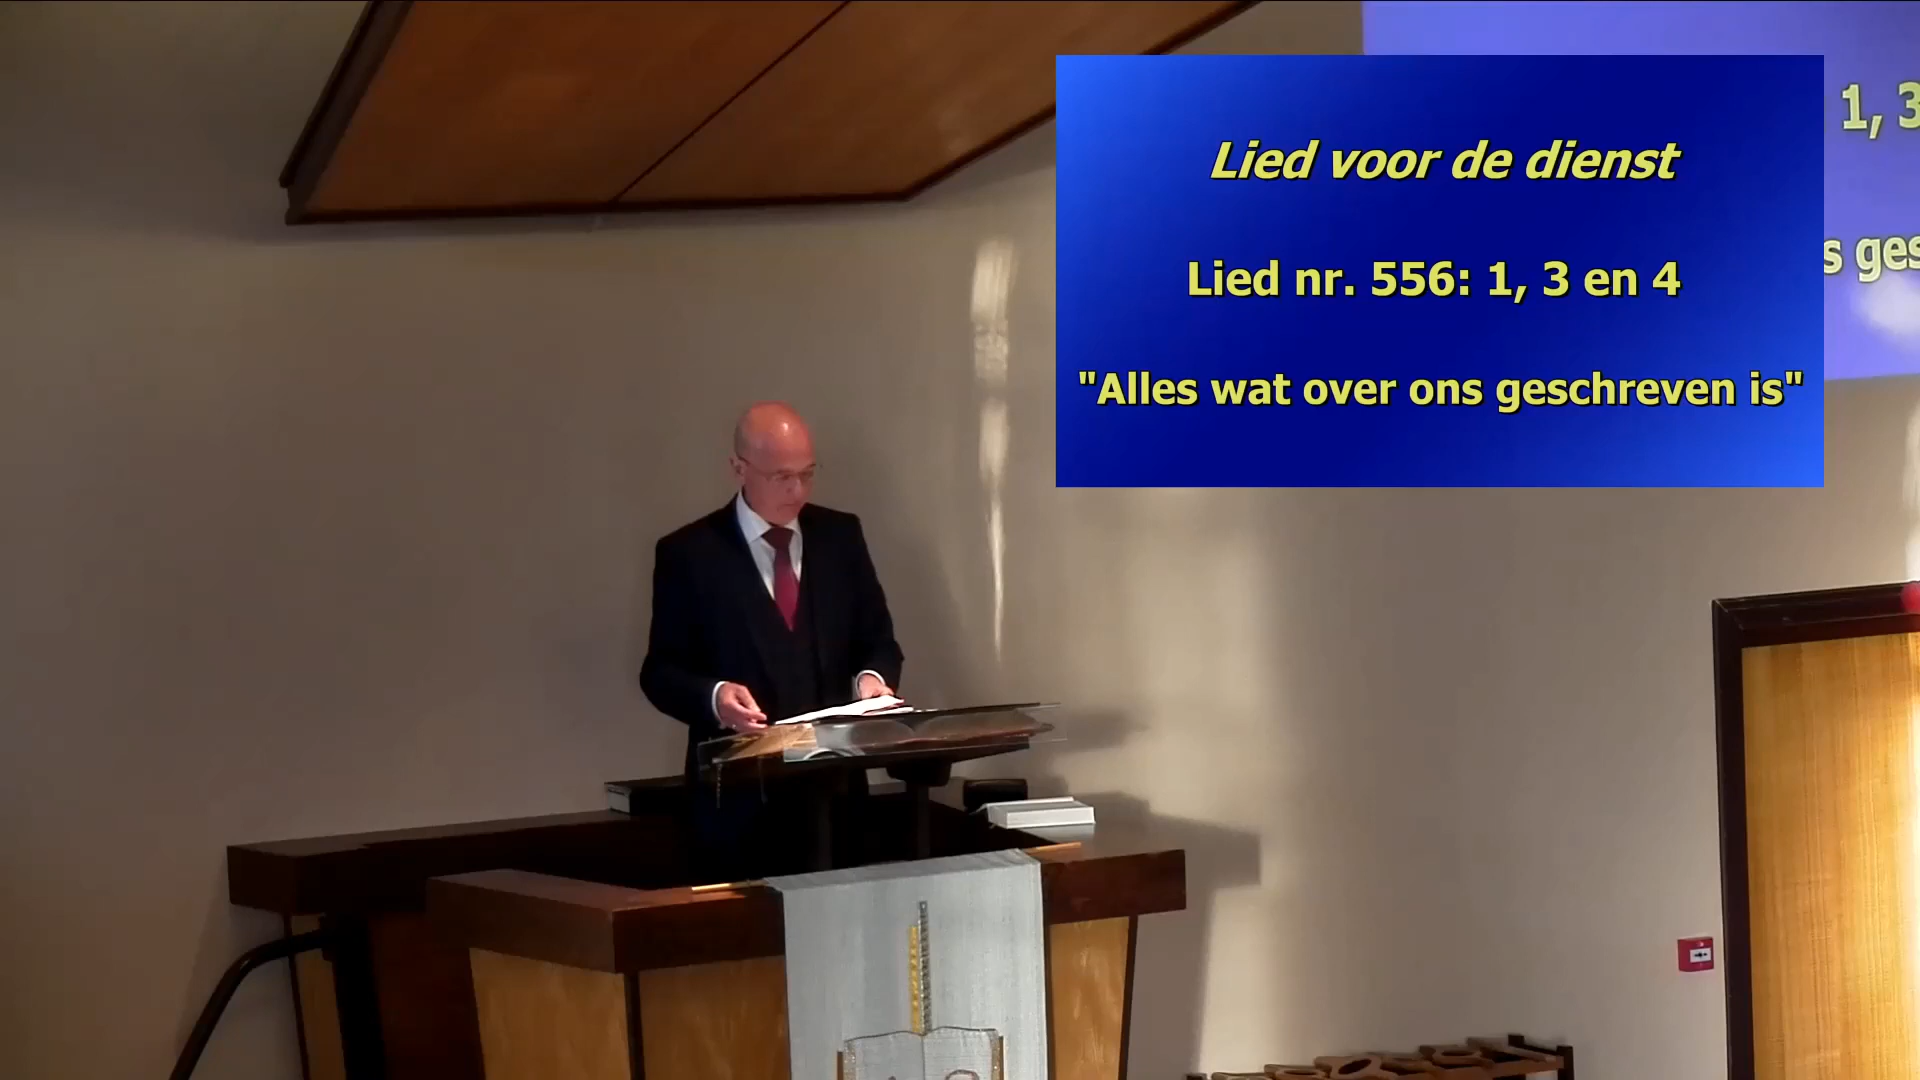 Lied voor de dienst
Lied nr. 556: 1, 3 en 4
"Alles wat over ons geschreven is"
1, 3
s ges